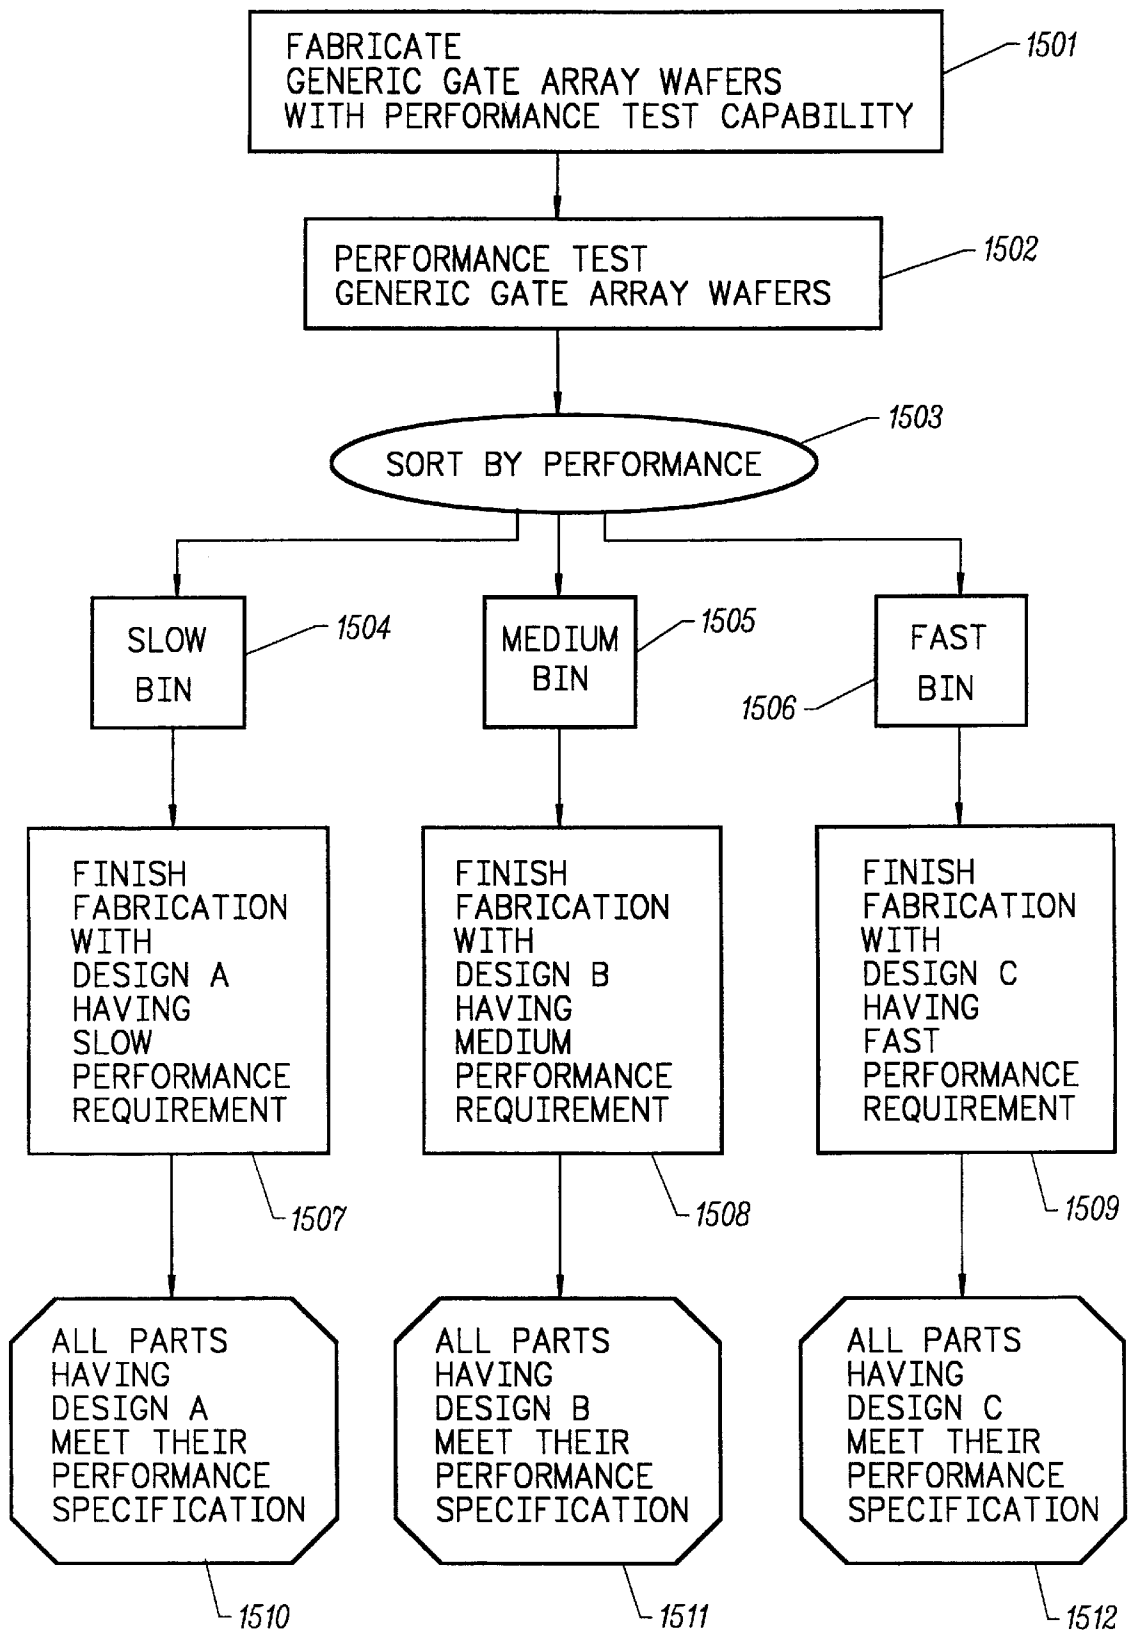 FABRICATE
GENERIC GATE ARRAY WAFERS
WITH PERFORMANCE TEST CAPABILITY
1501
PERFORMANCE TEST
GENERIC GATE ARRAY WAFERS
1502
SORT BY PERFORMANCE
1503
SLOW
BIN
1504
MEDIUM
BIN
1505
FAST
BIN
1506
FINISH
FABRICATION
WITH
DESIGN A
HAVING
SLOW
PERFORMANCE
REQUIREMENT
1507
FINISH
FABRICATION
WITH
DESIGN B
HAVING
MEDIUM
PERFORMANCE
REQUIREMENT
1508
FINISH
FABRICATION
WITH
DESIGN C
HAVING
FAST
PERFORMANCE
REQUIREMENT
1509
ALL PARTS
HAVING
DESIGN A
MEET THEIR
PERFORMANCE
SPECIFICATION
1510
ALL PARTS
HAVING
DESIGN B
MEET THEIR
PERFORMANCE
SPECIFICATION
1511
ALL PARTS
HAVING
DESIGN C
MEET THEIR
PERFORMANCE
SPECIFICATION
1512